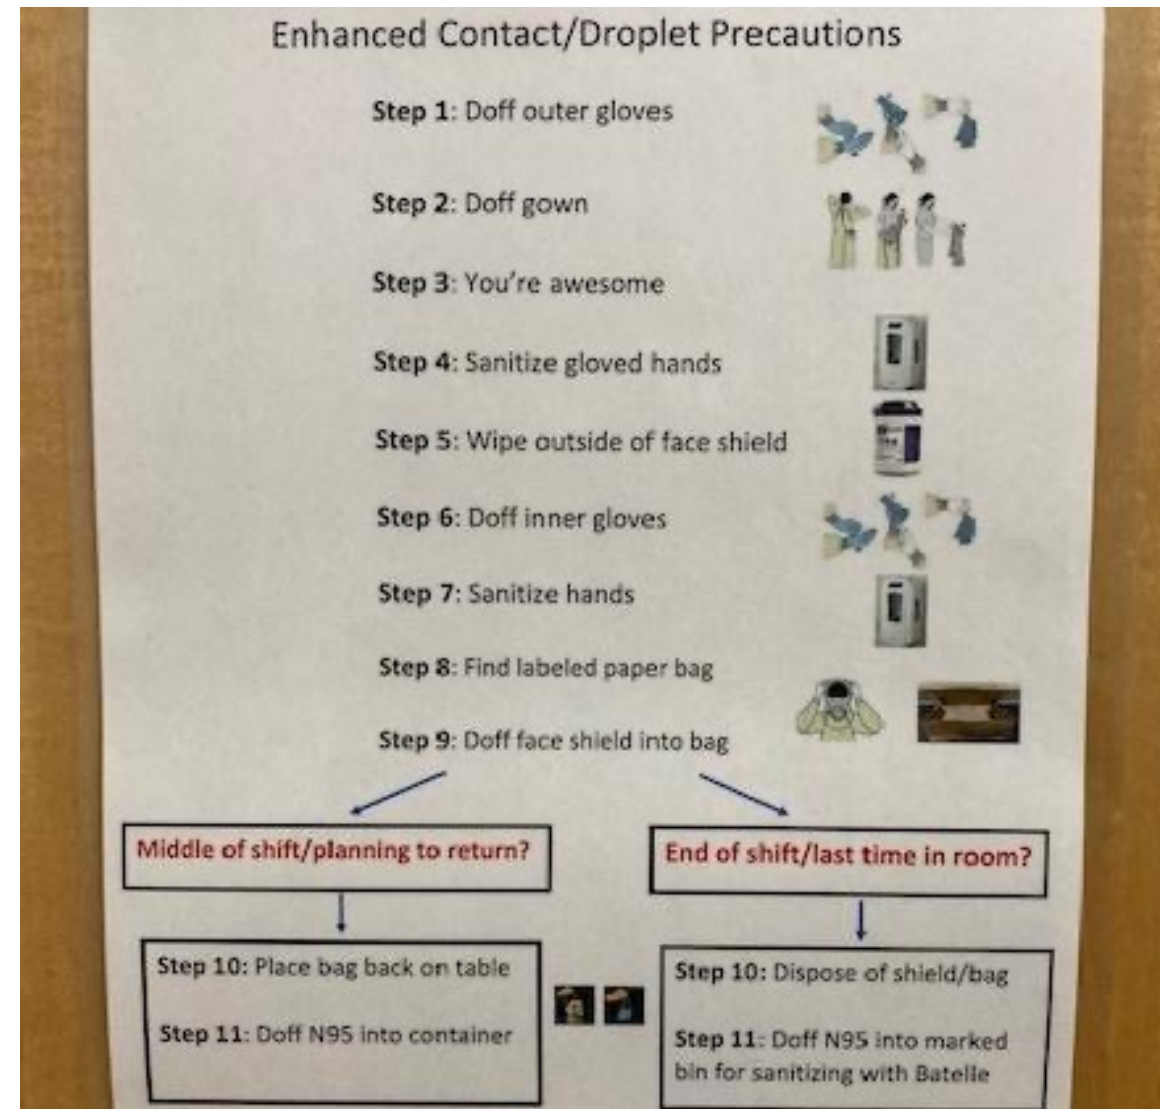 Enhanced Contact/Droplet Precautions
Step 1: Doff outer gloves
Step 2: Doff gown
Step 3: You're awesome
Step 4: Sanitize gloved hands
Step 5: Wipe outside of face shield
Step 6: Doff inner gloves
Step 7: Sanitize hands
Step 8: Find labeled paper bag
Step 9: Doff face shield into bag
Middle of shift/planning to return?
Step 10: Place bag back on table
Step 11: Doff N95 into container
End of shift/last time in room?
Step 10: Dispose of shield/bag
Step 11: Doff N95 into marked
bin for sanitizing with Batelle